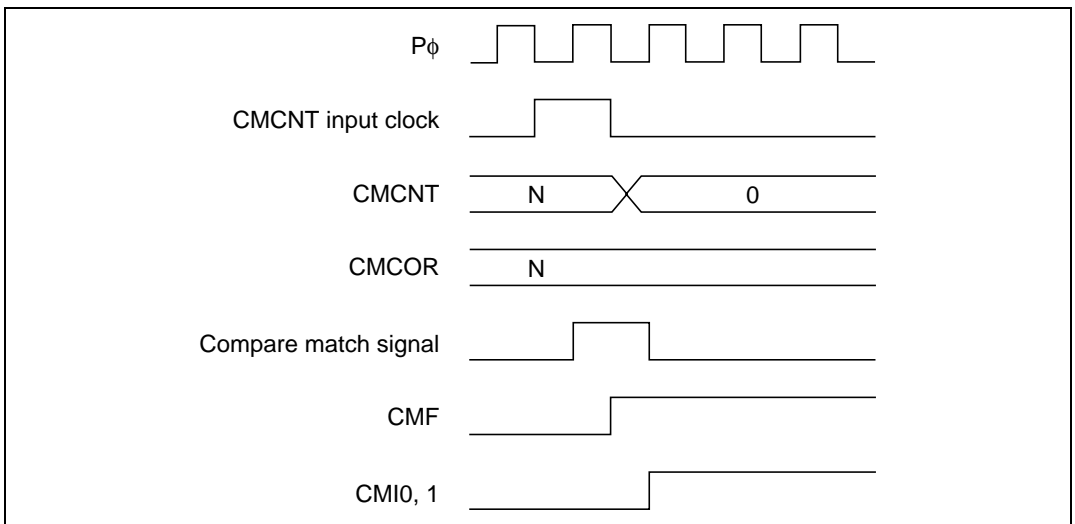 Pϕ
CMCNT input clock
CMCNT
N
0
CMCOR
N
Compare match signal
CMF
CMI0, 1